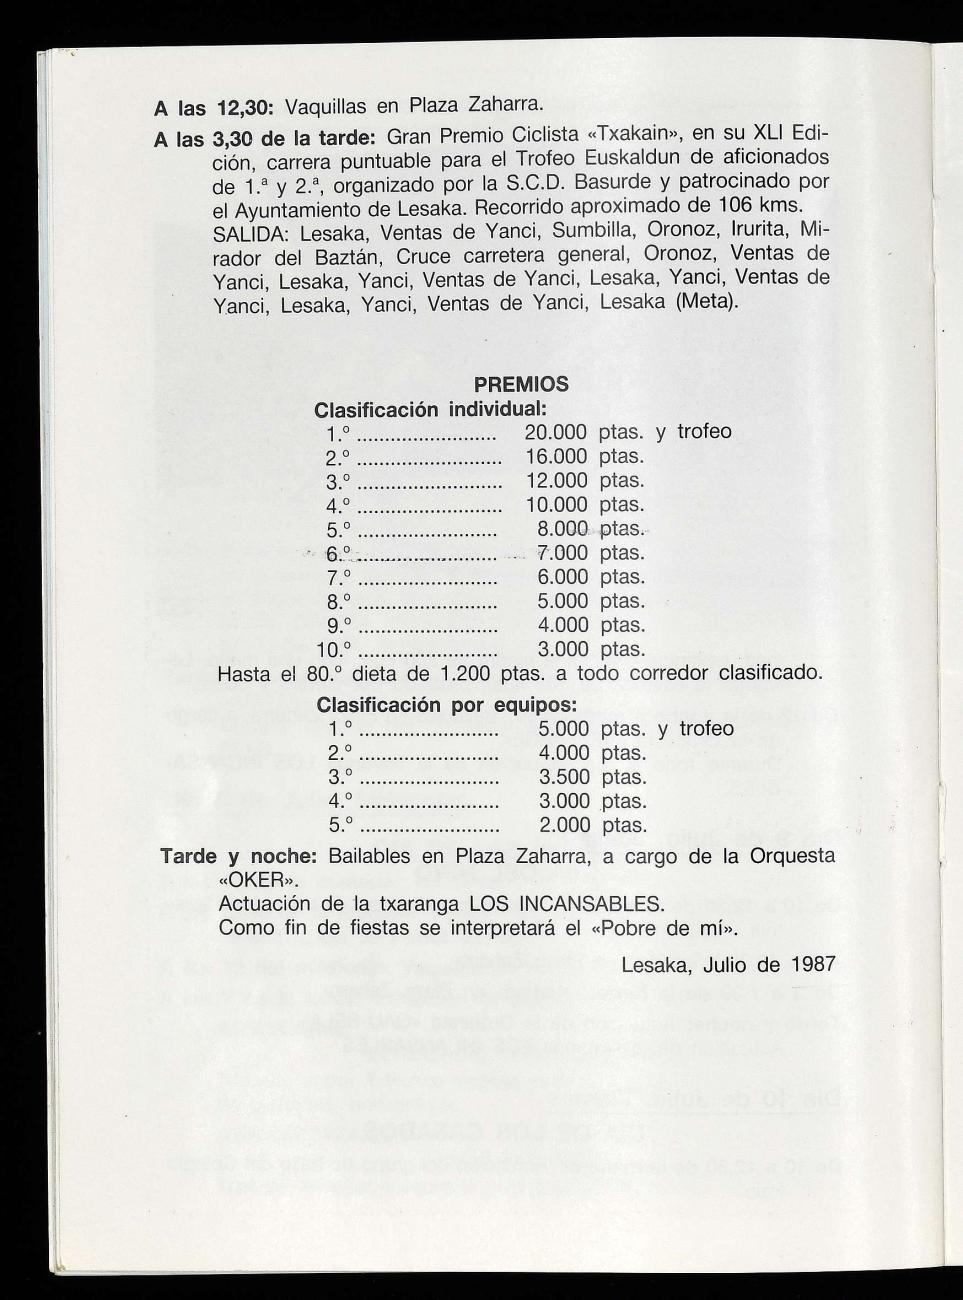 A las 12,30: Vaquillas en Plaza Zaharra.
A las 3,30 de la tarde: Gran Premio Ciclista «Txakain», en su XLI Edi-
ción, carrera puntuable para el Trofeo Euskaldun de aficionados
de 1.ª y 2.ª, organizado por la S.C.D. Basurde y patrocinado por
el Ayuntamiento de Lesaka. Recorrido aproximado de 106 kms.
SALIDA: Lesaka, Ventas de Yanci, Sumbilla, Oronoz, Irurita, Mi-
rador del Baztán, Cruce carretera general, Oronoz, Ventas de
Yanci, Lesaka, Yanci, Ventas de Yanci, Lesaka, Yanci, Ventas de
Yanci, Lesaka, Yanci, Ventas de Yanci, Lesaka (Meta).
PREMIOS
Clasificación individual:
1.º ......................... 20.000 ptas. y trofeo
2.º .......................... 16.000 ptas.
3.º .......................... 12.000 ptas.
4.º .......................... 10.000 ptas.
5.º ......................... 8.000 ptas.
6.º ......................... 7.000 ptas.
7.º ......................... 6.000 ptas.
8.º ......................... 5.000 ptas.
9.º ......................... 4.000 ptas.
10.º ......................... 3.000 ptas.
Hasta el 80.º dieta de 1.200 ptas. a todo corredor clasificado.
Clasificación por equipos:
1.º ......................... 5.000 ptas. y trofeo
2.º ......................... 4.000 ptas.
3.º ......................... 3.500 ptas.
4.º ......................... 3.000 ptas.
5.º ......................... 2.000 ptas.
Tarde y noche: Bailables en Plaza Zaharra, a cargo de la Orquesta
«OKER».
Actuación de la txaranga LOS INCANSABLES.
Como fin de fiestas se interpretará el «Pobre de mí».
Lesaka, Julio de 1987